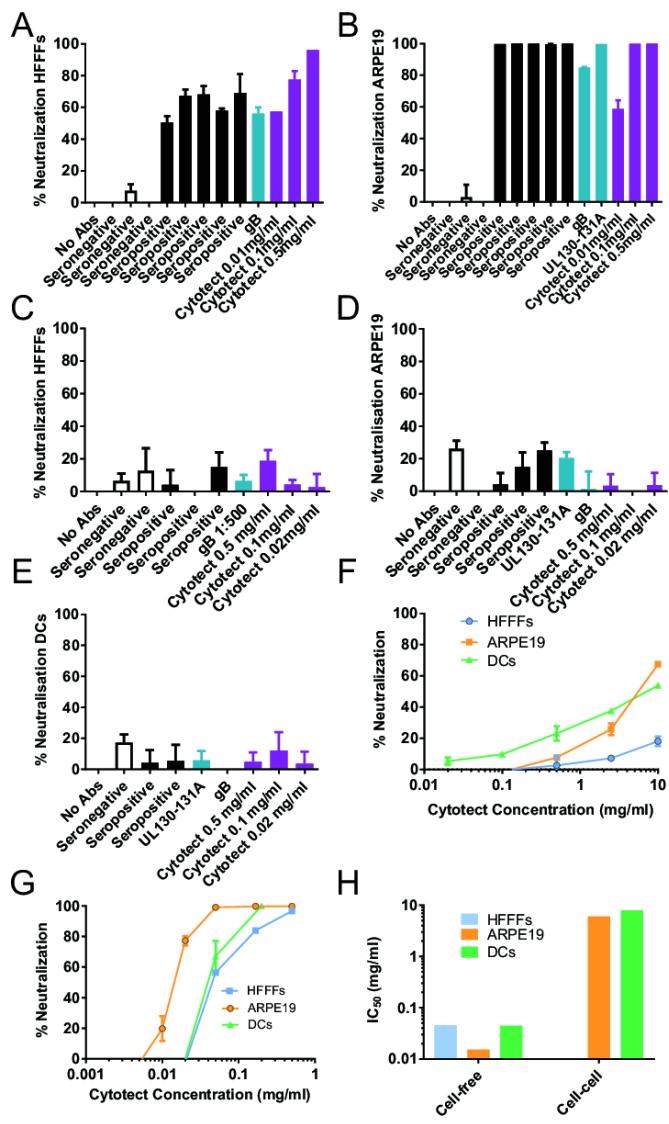 A
% Neutralization HFFFs
100
80
60
40
20
0
No Abs
Seronegative
Seronegative
Seronegative
Seropositive
Seropositive
Seropositive
Seropositive
Seropositive
gB
Cytotect 0.01mg/ml
Cytotect 0.1mg/ml
Cytotect 0.5mg/ml
B
% Neutralization ARPE19
100
80
60
40
20
0
No Abs
Seronegative
Seronegative
Seronegative
Seropositive
Seropositive
Seropositive
Seropositive
Seropositive
gB
UL130-131A
Cytotect 0.01mg/ml
Cytotect 0.1mg/ml
Cytotect 0.5mg/ml
C
% Neutralization HFFFs
100
80
60
40
20
0
No Abs
Seronegative
Seronegative
Seropositive
Seropositive
Seropositive
gB 1:500
Cytotect 0.5 mg/ml
Cytotect 0.1mg/ml
Cytotect 0.02mg/ml
D
% Neutralisation ARPE19
100
80
60
40
20
0
No Abs
Seronegative
Seronegative
Seropositive
Seropositive
Seropositive
UL130-131A
gB
Cytotect 0.5 mg/ml
Cytotect 0.1 mg/ml
Cytotect 0.02 mg/ml
E
% Neutralisation DCs
100
80
60
40
20
0
No Abs
Seronegative
Seropositive
Seropositive
UL130-131A
gB
Cytotect 0.5 mg/ml
Cytotect 0.1 mg/ml
Cytotect 0.02 mg/ml
F
% Neutralization
100
80
60
40
20
0
HFFFs
ARPE19
DCs
0.01
0.1
1
10
Cytotect Concentration (mg/ml)
G
% Neutralization
100
80
60
40
20
0
HFFFs
ARPE19
DCs
0.001
0.01
0.1
1
Cytotect Concentration (mg/ml)
H
IC50 (mg/ml)
10
1
0.1
0.01
HFFFs
ARPE19
DCs
Cell-free
Cell-cell